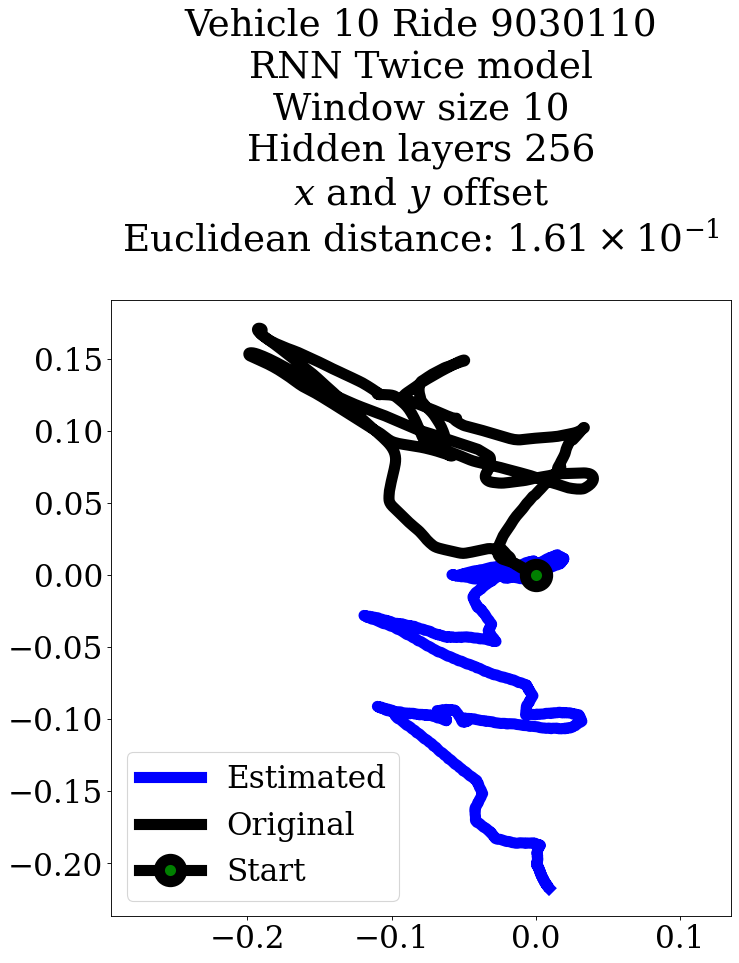 Vehicle 10 Ride 9030110
RNN Twice model
Window size 10
Hidden layers 256
x and y offset
Euclidean distance: 1.61 × 10⁻¹
0.15
0.10
0.05
0.00
−0.05
−0.10
−0.15
−0.20
Estimated
Original
Start
−0.2 −0.1 0.0 0.1